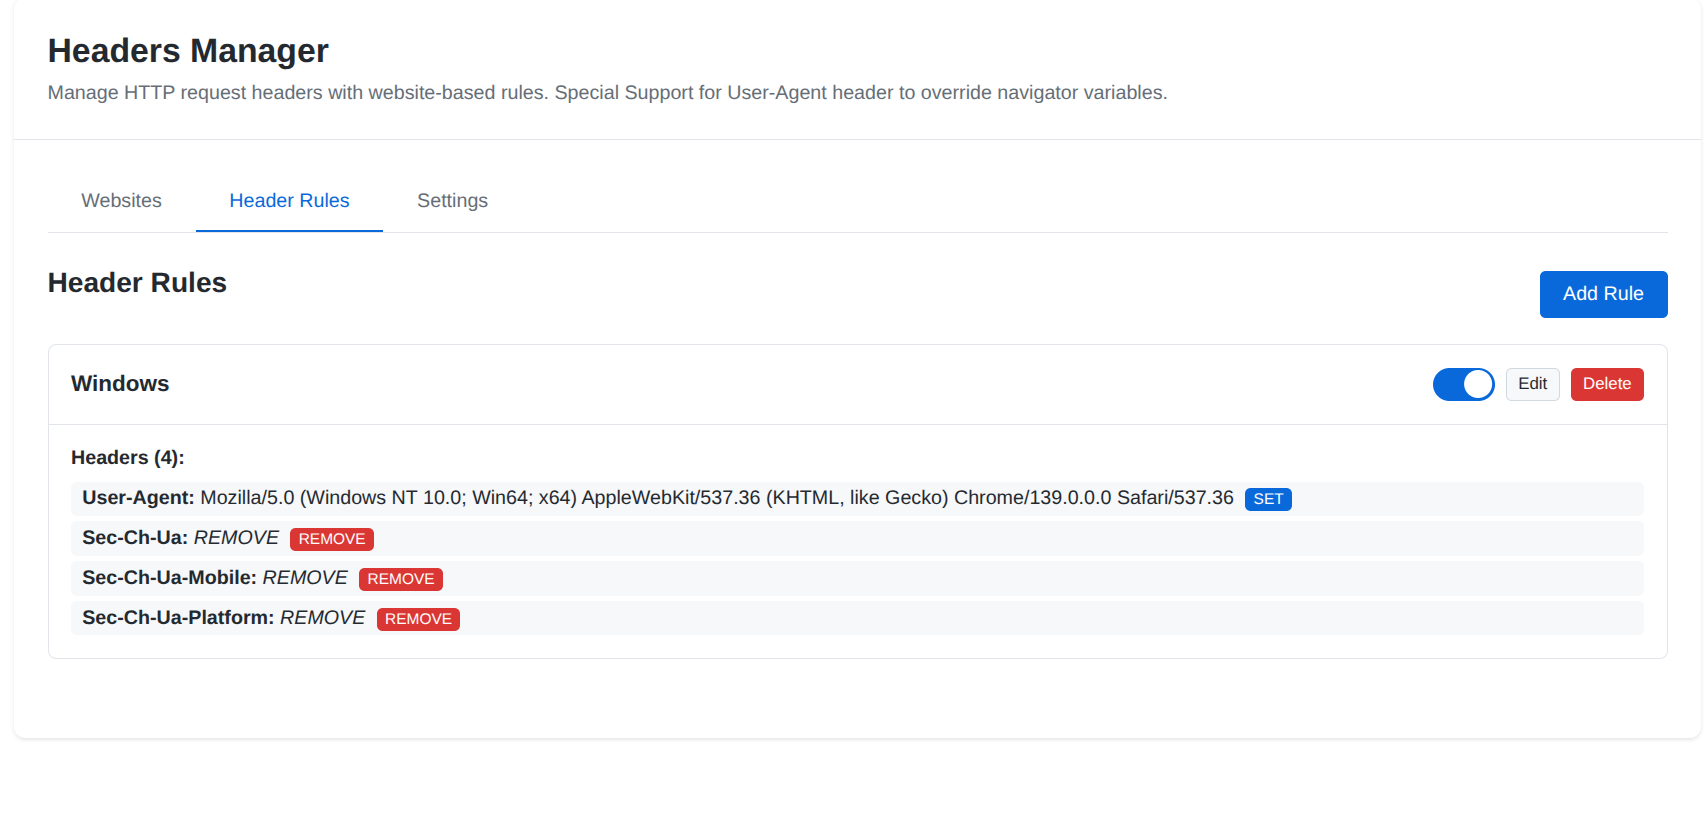 Headers Manager
Manage HTTP request headers with website-based rules. Special Support for User-Agent header to override navigator variables.
Websites Header Rules Settings
Header Rules
Add Rule
Windows
Edit Delete
Headers (4):
User-Agent: Mozilla/5.0 (Windows NT 10.0; Win64; x64) AppleWebKit/537.36 (KHTML, like Gecko) Chrome/139.0.0.0 Safari/537.36 SET
Sec-Ch-Ua: REMOVE REMOVE
Sec-Ch-Ua-Mobile: REMOVE REMOVE
Sec-Ch-Ua-Platform: REMOVE REMOVE